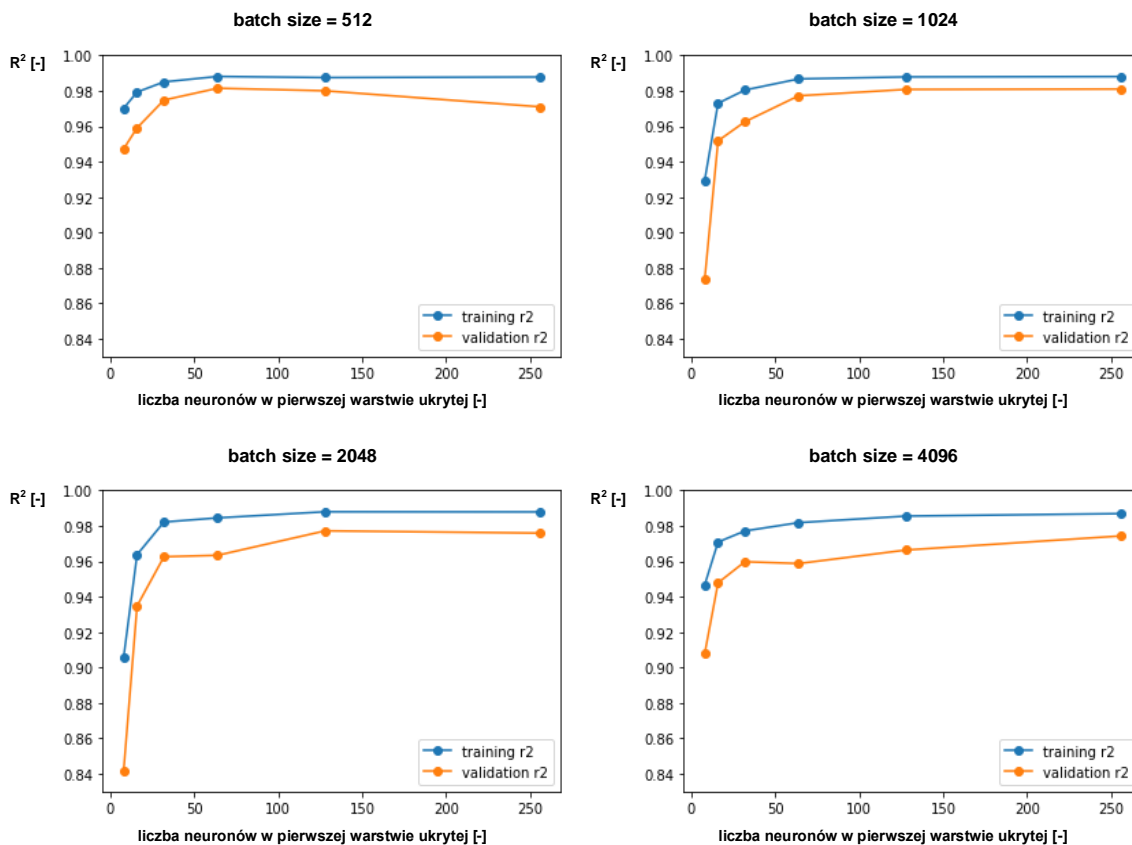 batch size = 512
R² [-]
1.00
0.98
0.96
0.94
0.92
0.90
0.88
0.86
0.84
training r2
validation r2
0 50 100 150 200 250
liczba neuronów w pierwszej warstwie ukrytej [-]
batch size = 1024
R² [-]
1.00
0.98
0.96
0.94
0.92
0.90
0.88
0.86
0.84
training r2
validation r2
0 50 100 150 200 250
liczba neuronów w pierwszej warstwie ukrytej [-]
batch size = 2048
R² [-]
1.00
0.98
0.96
0.94
0.92
0.90
0.88
0.86
0.84
training r2
validation r2
0 50 100 150 200 250
liczba neuronów w pierwszej warstwie ukrytej [-]
batch size = 4096
R² [-]
1.00
0.98
0.96
0.94
0.92
0.90
0.88
0.86
0.84
training r2
validation r2
0 50 100 150 200 250
liczba neuronów w pierwszej warstwie ukrytej [-]